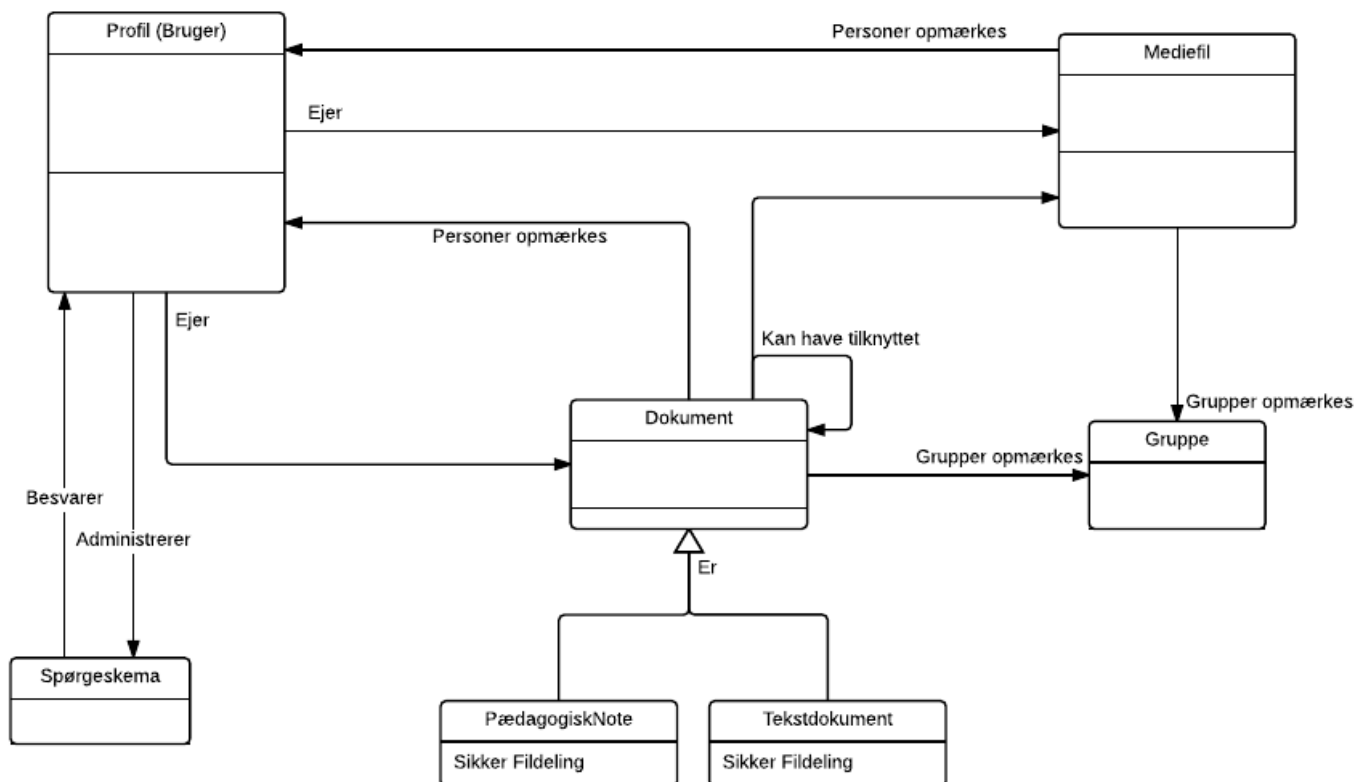 Profil (Bruger)
Personer opmærkes
Mediefil
Ejer
Personer opmærkes
Ejer
Kan have tilknyttet
Grupper opmærkes
Dokument
Gruppe
Grupper opmærkes
Besvarer
Administrerer
Er
Spørgeskema
PædagogiskNote
Tekstdokument
Sikker Fildeling
Sikker Fildeling